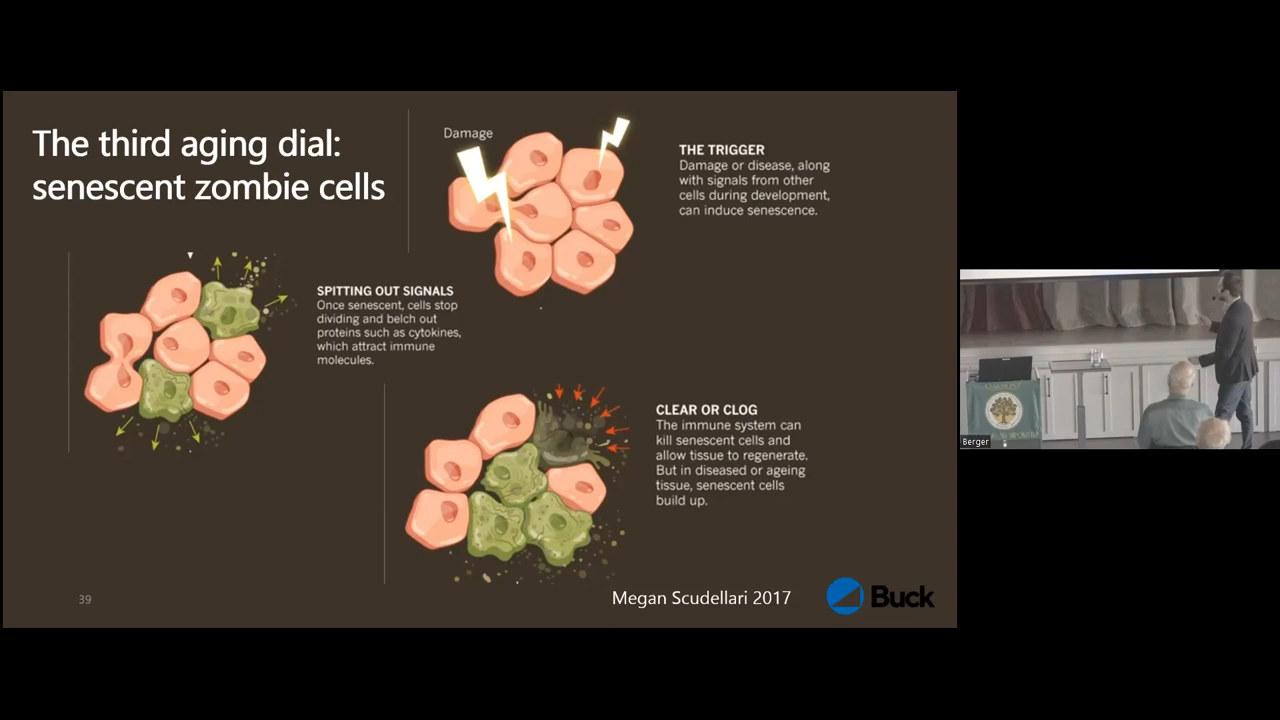 The third aging dial:
senescent zombie cells
Damage
THE TRIGGER
Damage or disease, along
with signals from other
cells during development,
can induce senescence.
SPITTING OUT SIGNALS
Once senescent, cells stop
dividing and belch out
proteins such as cytokines,
which attract immune
molecules.
CLEAR OR CLOG
The immune system can
kill senescent cells and
allow tissue to regenerate.
But in diseased or ageing
tissue, senescent cells
build up.
39
Megan Scudellari 2017
Buck
Berger